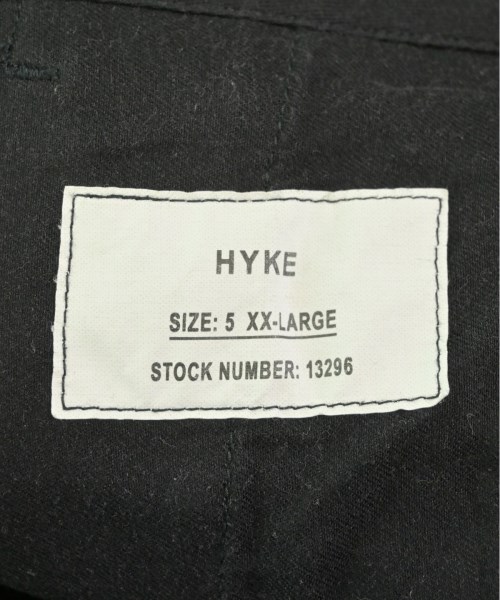 HYKE
SIZE: 5 XX-LARGE
STOCK NUMBER: 13296